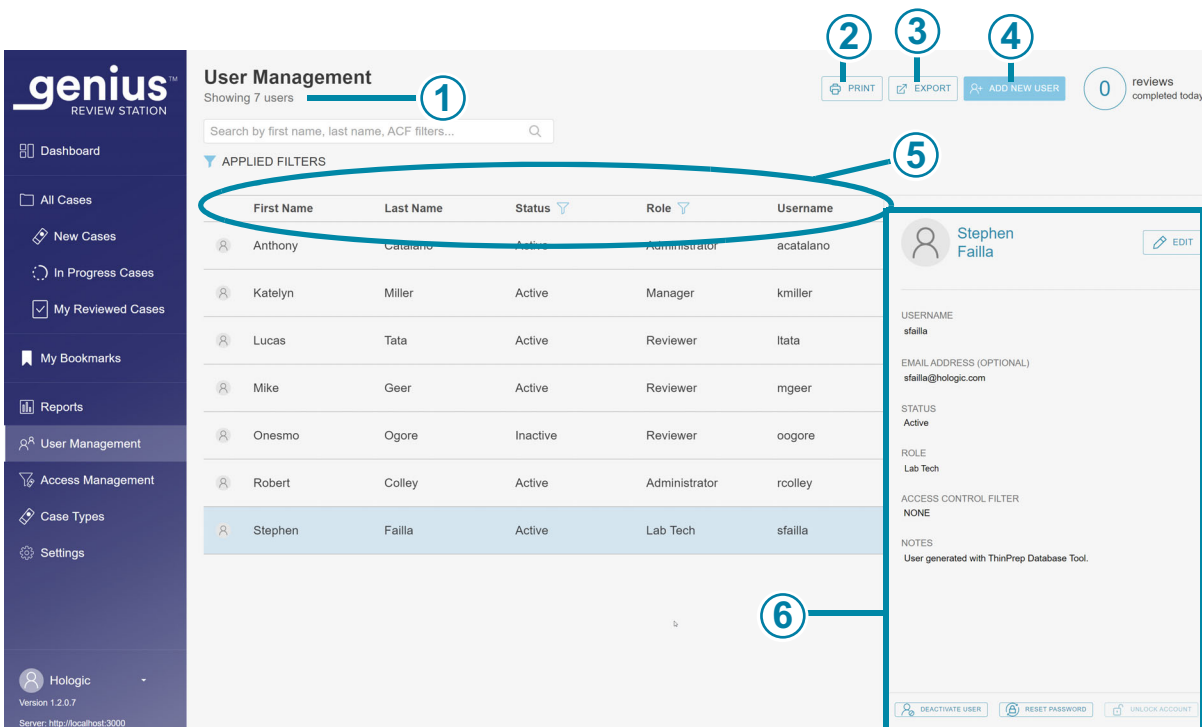 2
3
4
genius™
REVIEW STATION
User Management
Showing 7 users
1
PRINT
EXPORT
ADD NEW USER
0
reviews
completed today
Search by first name, last name, ACF filters...
APPLIED FILTERS
5
Dashboard
All Cases
New Cases
In Progress Cases
My Reviewed Cases
My Bookmarks
Reports
User Management
Access Management
Case Types
Settings
First Name Last Name Status Role Username
Anthony Catalano Active Administrator acatalano
Katelyn Miller Active Manager kmiller
Lucas Tata Active Reviewer ltata
Mike Geer Active Reviewer mgeer
Onesmo Ogore Inactive Reviewer oogore
Robert Colley Active Administrator rcolley
Stephen Failla Active Lab Tech sfailla
Stephen
Failla
EDIT
USERNAME
sfailla
EMAIL ADDRESS (OPTIONAL)
sfailla@hologic.com
STATUS
Active
ROLE
Lab Tech
ACCESS CONTROL FILTER
NONE
NOTES
User generated with ThinPrep Database Tool.
6
DEACTIVATE USER
RESET PASSWORD
UNLOCK ACCOUNT
Hologic
Version 1.2.0.7
Server: http://localhost:3000